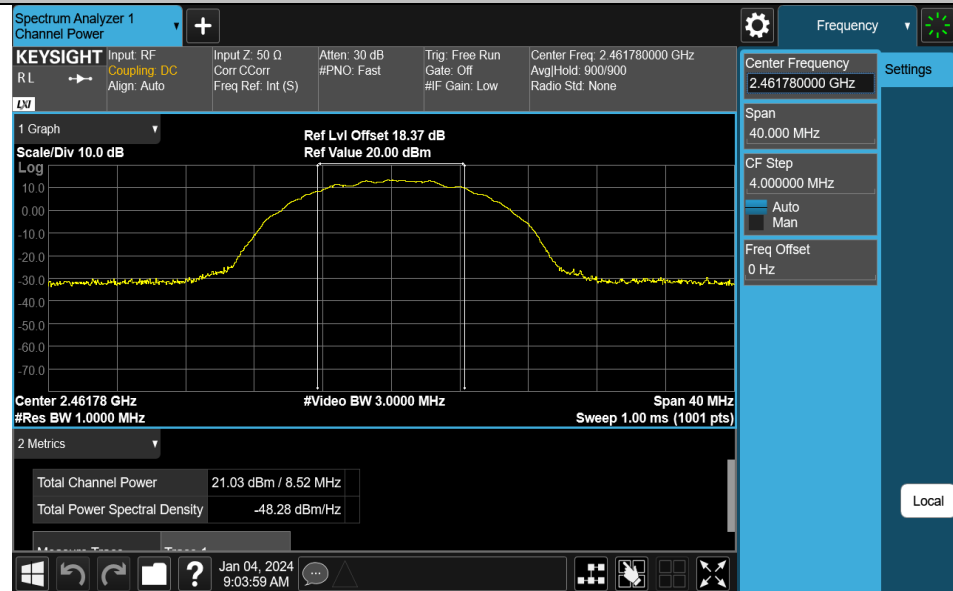 Spectrum Analyzer 1
Channel Power
Frequency
KEYSIGHT
R L
LXI
Input: RF
Coupling: DC
Align: Auto
Input Z: 50 Ω
Corr CCorr
Freq Ref: Int (S)
Atten: 30 dB
#PNO: Fast
Trig: Free Run
Gate: Off
#IF Gain: Low
Center Freq: 2.461780000 GHz
Avg|Hold: 900/900
Radio Std: None
Center Frequency
2.461780000 GHz
Settings
Span
40.000 MHz
CF Step
4.000000 MHz
Auto
Man
Freq Offset
0 Hz
1 Graph
Scale/Div 10.0 dB
Ref Lvl Offset 18.37 dB
Ref Value 20.00 dBm
Log
10.0
0.00
-10.0
-20.0
-30.0
-40.0
-50.0
-60.0
-70.0
Center 2.46178 GHz
#Video BW 3.0000 MHz
Span 40 MHz
#Res BW 1.0000 MHz
Sweep 1.00 ms (1001 pts)
2 Metrics
Total Channel Power 21.03 dBm / 8.52 MHz
Total Power Spectral Density -48.28 dBm/Hz
Measure Trace Trace 1
Local
?
Jan 04, 2024
9:03:59 AM